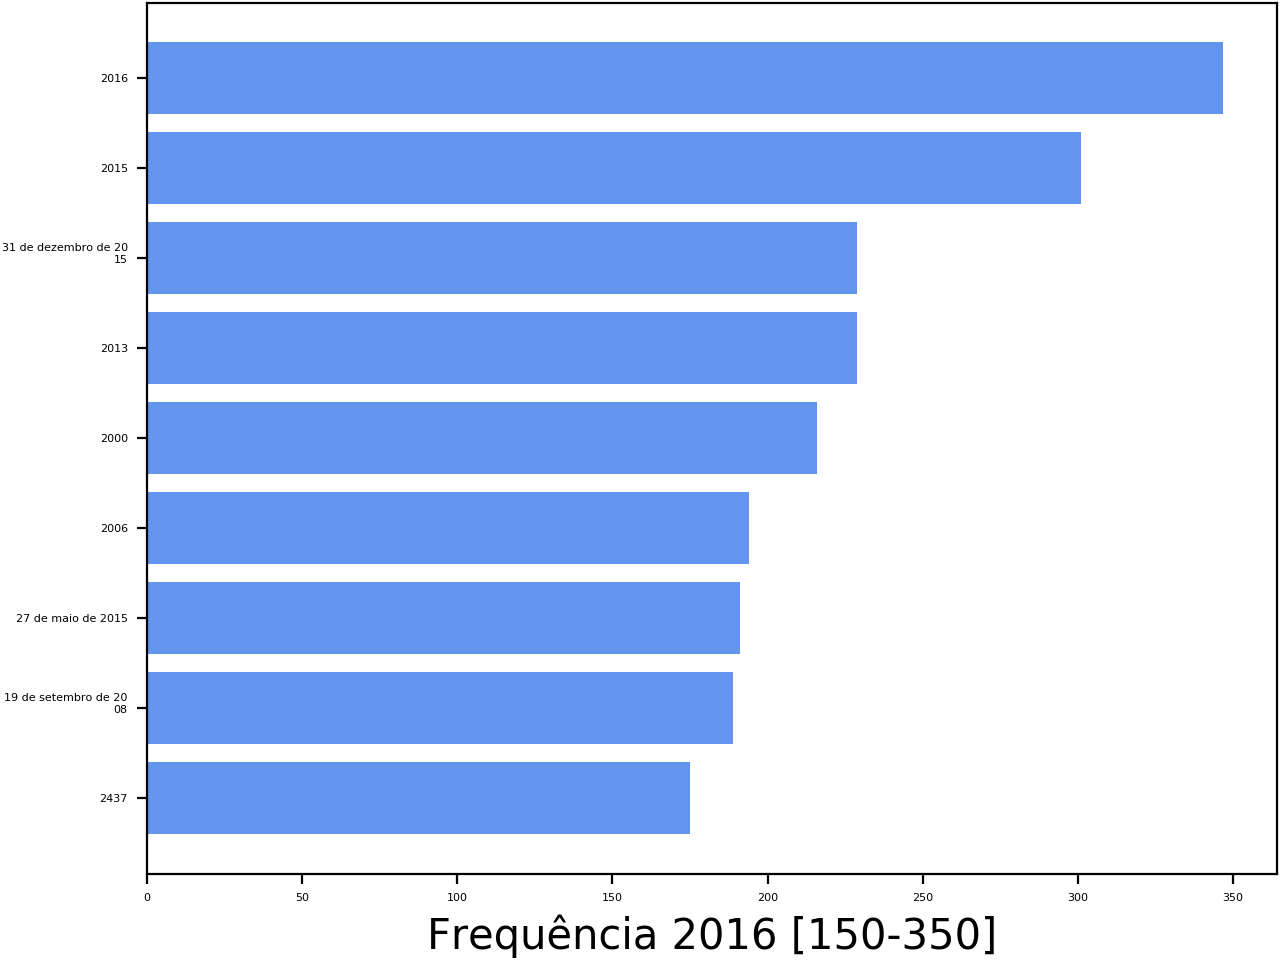 2016
2015
31 de dezembro de 20
15
2013
2000
2006
27 de maio de 2015
19 de setembro de 20
08
2437
0 50 100 150 200 250 300 350
Frequência 2016 [150-350]